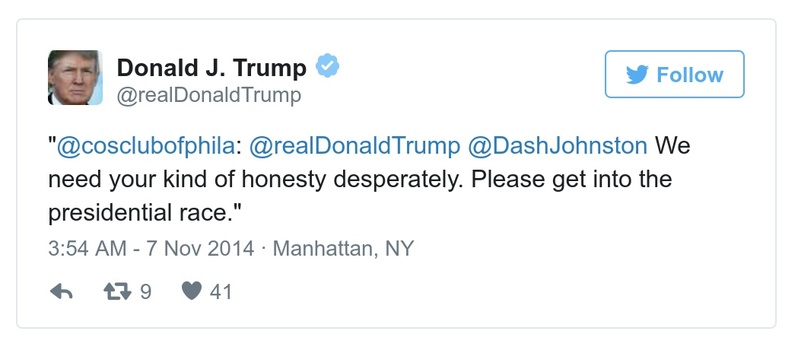 Donald J. Trump
@realDonaldTrump
Follow
"@cosclubofphila: @realDonaldTrump @DashJohnston We
need your kind of honesty desperately. Please get into the
presidential race."
3:54 AM - 7 Nov 2014 · Manhattan, NY
9 41